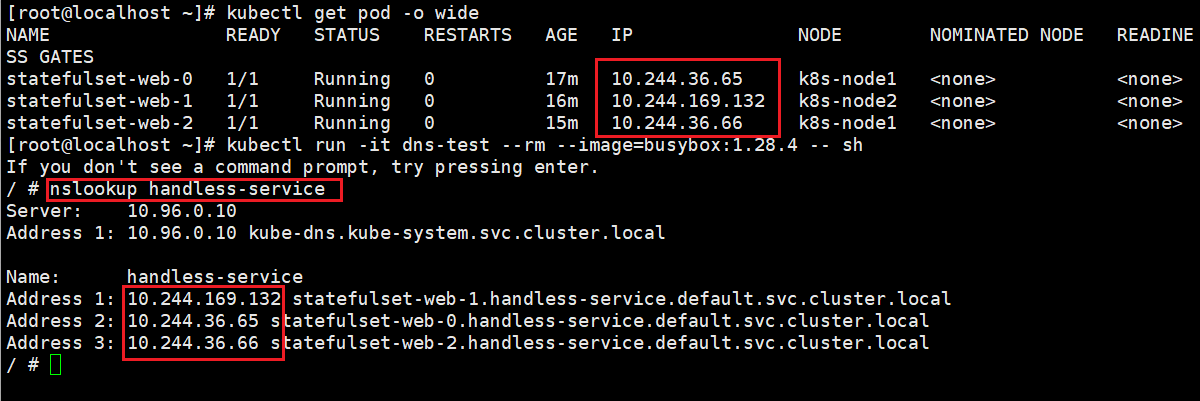 [root@localhost ~]# kubectl get pod -o wide
NAME                READY   STATUS    RESTARTS   AGE   IP               NODE        NOMINATED NODE   READINE
SS GATES
statefulset-web-0   1/1     Running   0          17m   10.244.36.65     k8s-node1   <none>           <none>
statefulset-web-1   1/1     Running   0          16m   10.244.169.132   k8s-node2   <none>           <none>
statefulset-web-2   1/1     Running   0          15m   10.244.36.66     k8s-node1   <none>           <none>
[root@localhost ~]# kubectl run -it dns-test --rm --image=busybox:1.28.4 -- sh
If you don't see a command prompt, try pressing enter.
/ # nslookup handless-service
Server:    10.96.0.10
Address 1: 10.96.0.10 kube-dns.kube-system.svc.cluster.local

Name:      handless-service
Address 1: 10.244.169.132 statefulset-web-1.handless-service.default.svc.cluster.local
Address 2: 10.244.36.65 statefulset-web-0.handless-service.default.svc.cluster.local
Address 3: 10.244.36.66 statefulset-web-2.handless-service.default.svc.cluster.local
/ #